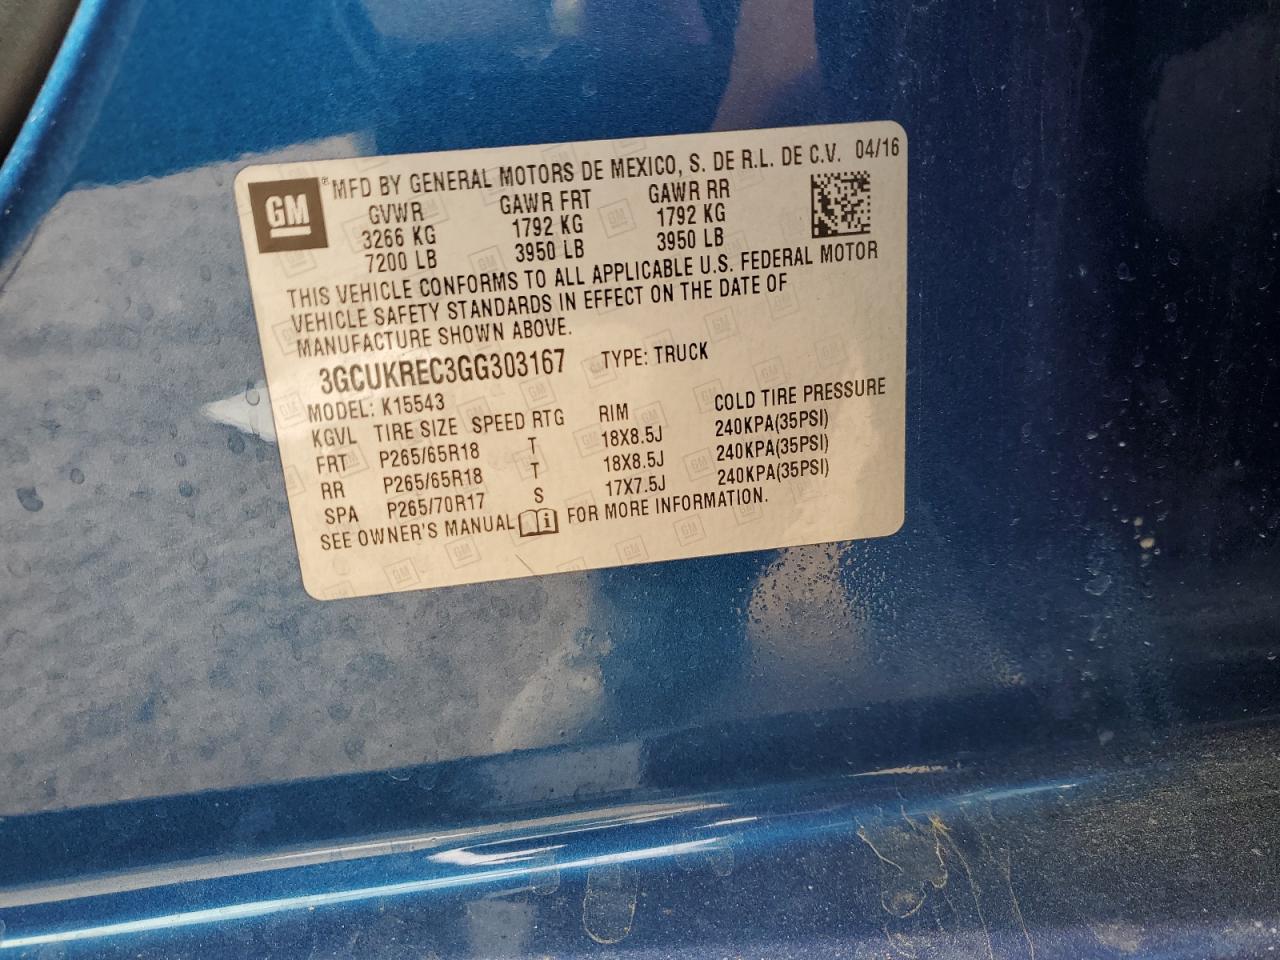 GM ® MFD BY GENERAL MOTORS DE MEXICO, S. DE R.L. DE C.V. 04/16
GVWR GAWR FRT GAWR RR
3266 KG 1792 KG 1792 KG
7200 LB 3950 LB 3950 LB
THIS VEHICLE CONFORMS TO ALL APPLICABLE U.S. FEDERAL MOTOR
VEHICLE SAFETY STANDARDS IN EFFECT ON THE DATE OF
MANUFACTURE SHOWN ABOVE.
3GCUKREC3GG303167 TYPE: TRUCK
MODEL: K15543
KGVL TIRE SIZE SPEED RTG RIM COLD TIRE PRESSURE
FRT P265/65R18 T 18X8.5J 240KPA(35PSI)
RR P265/65R18 T 18X8.5J 240KPA(35PSI)
SPA P265/70R17 S 17X7.5J 240KPA(35PSI)
SEE OWNER'S MANUAL FOR MORE INFORMATION.